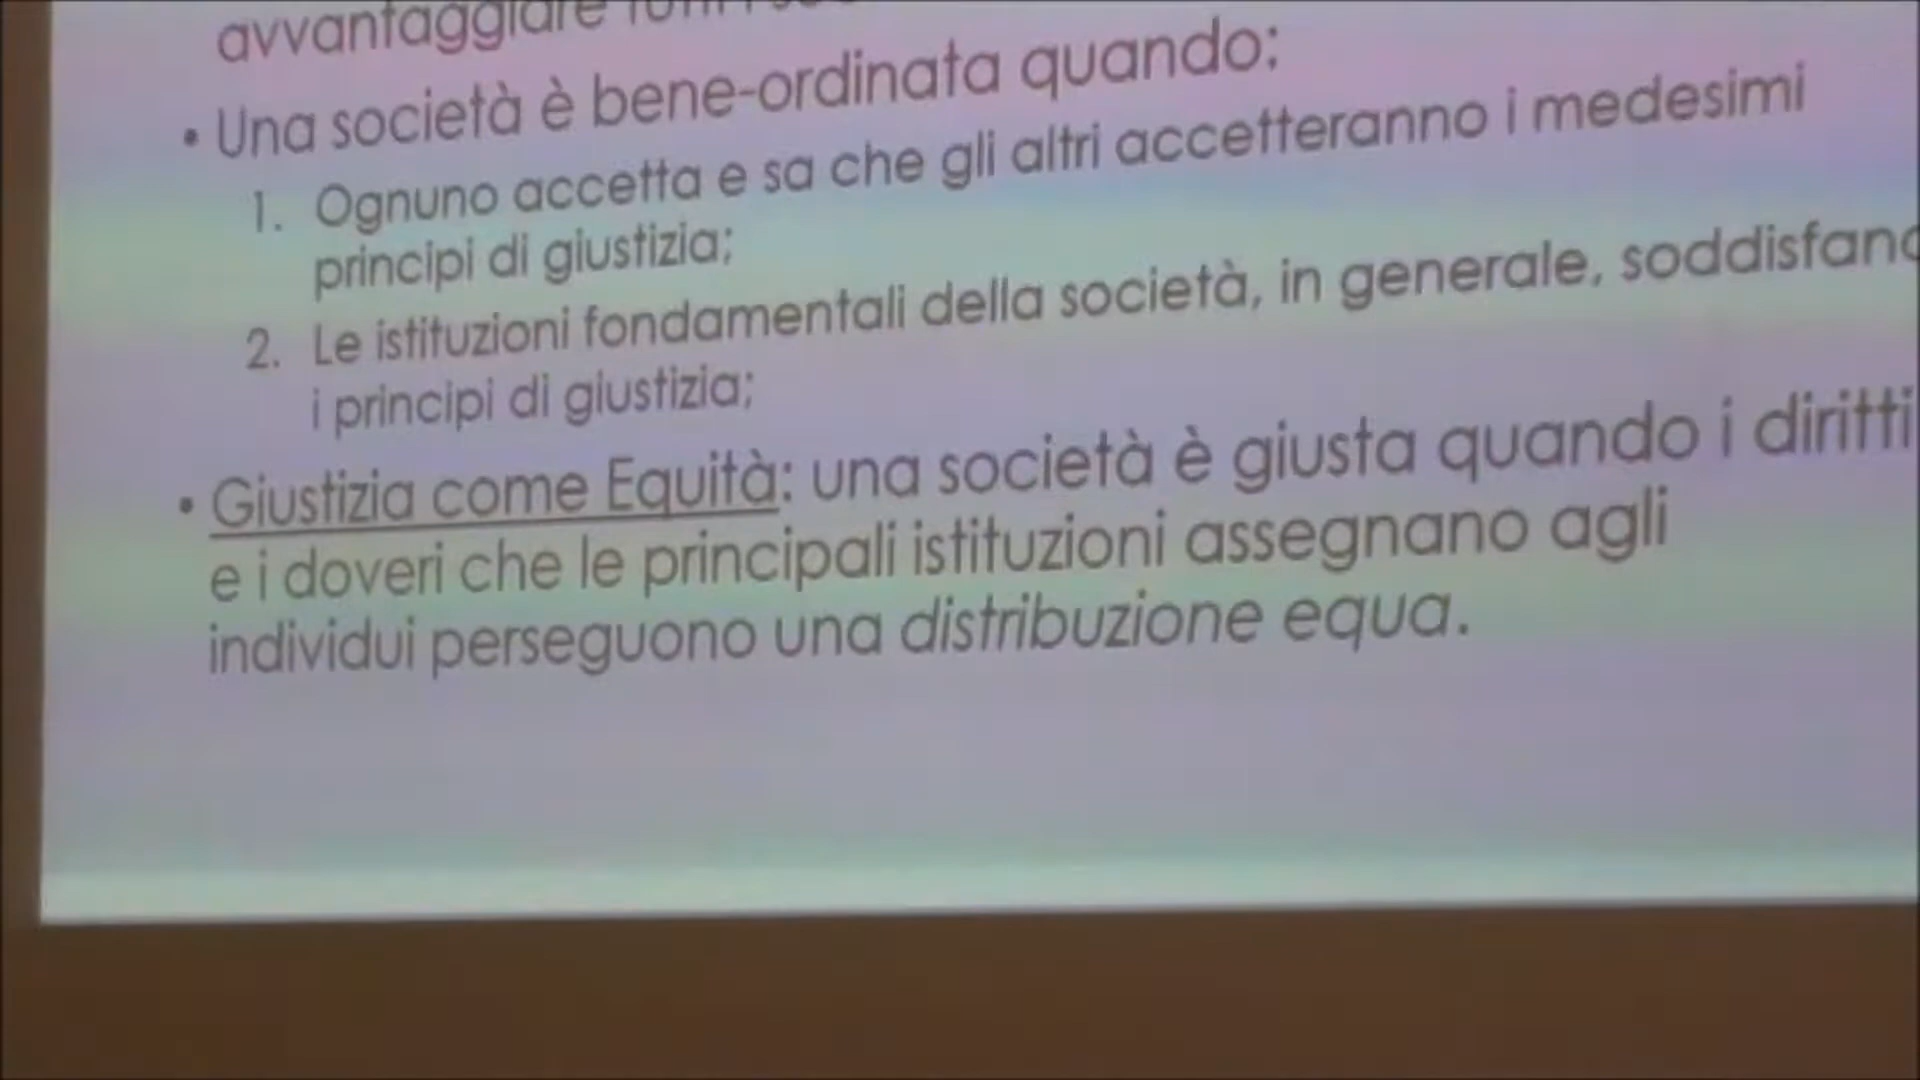 avvantaggiare
• Una società è bene-ordinata quando:
1. Ognuno accetta e sa che gli altri accetteranno i medesimi
principi di giustizia;
2. Le istituzioni fondamentali della società, in generale,
i principi di giustizia;
• Giustizia come Equità: una società è giusta quando i diritti
e i doveri che le principali istituzioni assegnano agli
individui perseguono una distribuzione equa.